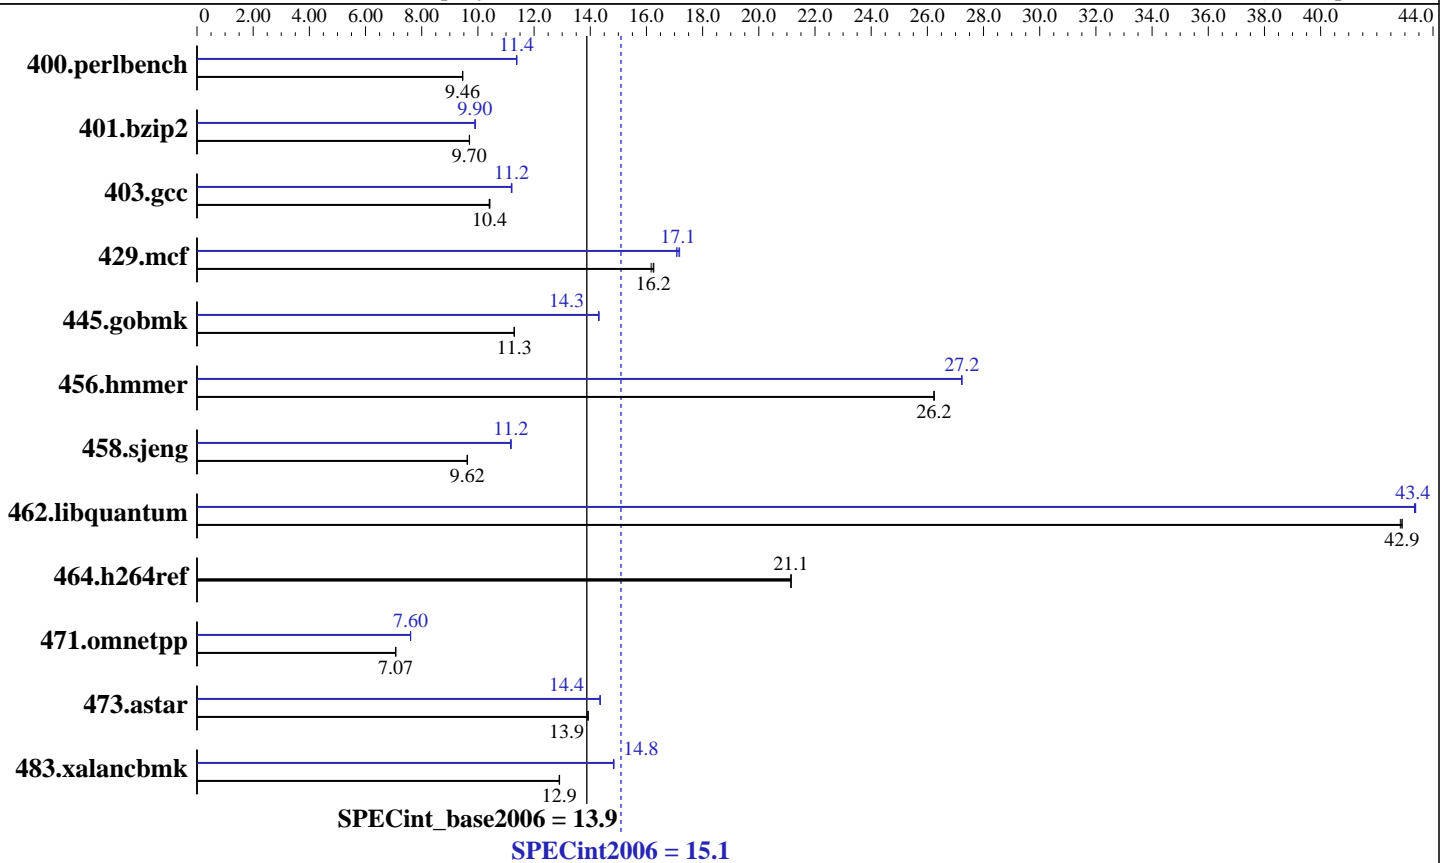 0 2.00 4.00 6.00 8.00 10.0 12.0 14.0 16.0 18.0 20.0 22.0 24.0 26.0 28.0 30.0 32.0 34.0 36.0 38.0 40.0 44.0
400.perlbench 11.4
9.46
401.bzip2 9.90
9.70
403.gcc 11.2
10.4
429.mcf 17.1
16.2
445.gobmk 14.3
11.3
456.hmmer 27.2
26.2
458.sjeng 11.2
9.62
462.libquantum 43.4
42.9
464.h264ref 21.1
471.omnetpp 7.60
7.07
473.astar 14.4
13.9
483.xalancbmk 14.8
12.9
SPECint_base2006 = 13.9
SPECint2006 = 15.1